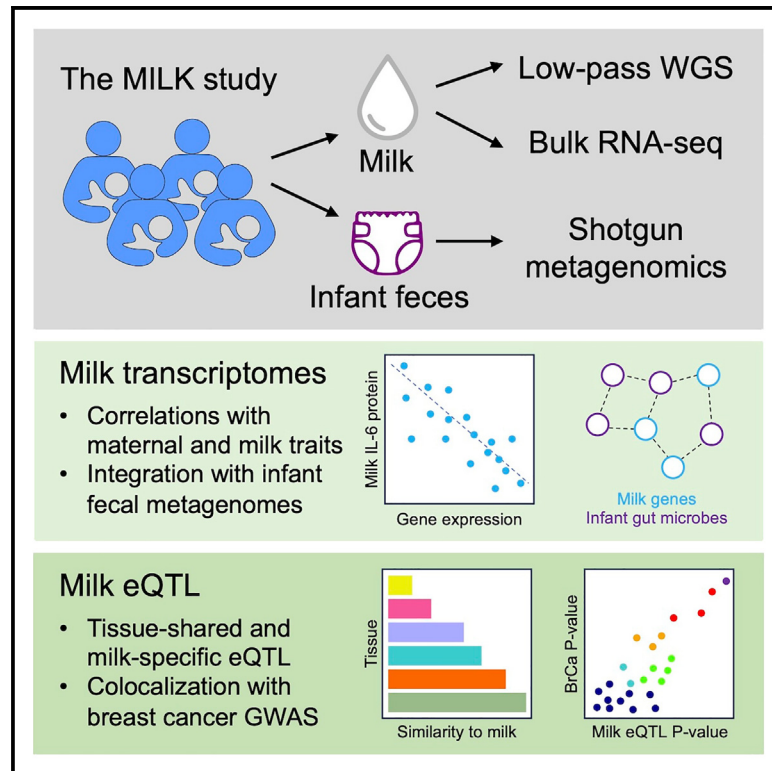 The MILK study
Milk
Low-pass WGS
Bulk RNA-seq
Infant feces
Shotgun
metagenomics
Milk transcriptomes
• Correlations with
maternal and milk traits
• Integration with infant
fecal metagenomes
Milk IL-6 protein
Gene expression
Milk genes
Infant gut microbes
Milk eQTL
• Tissue-shared and
milk-specific eQTL
• Colocalization with
breast cancer GWAS
Tissue
Similarity to milk
BrCa P-value
Milk eQTL P-value